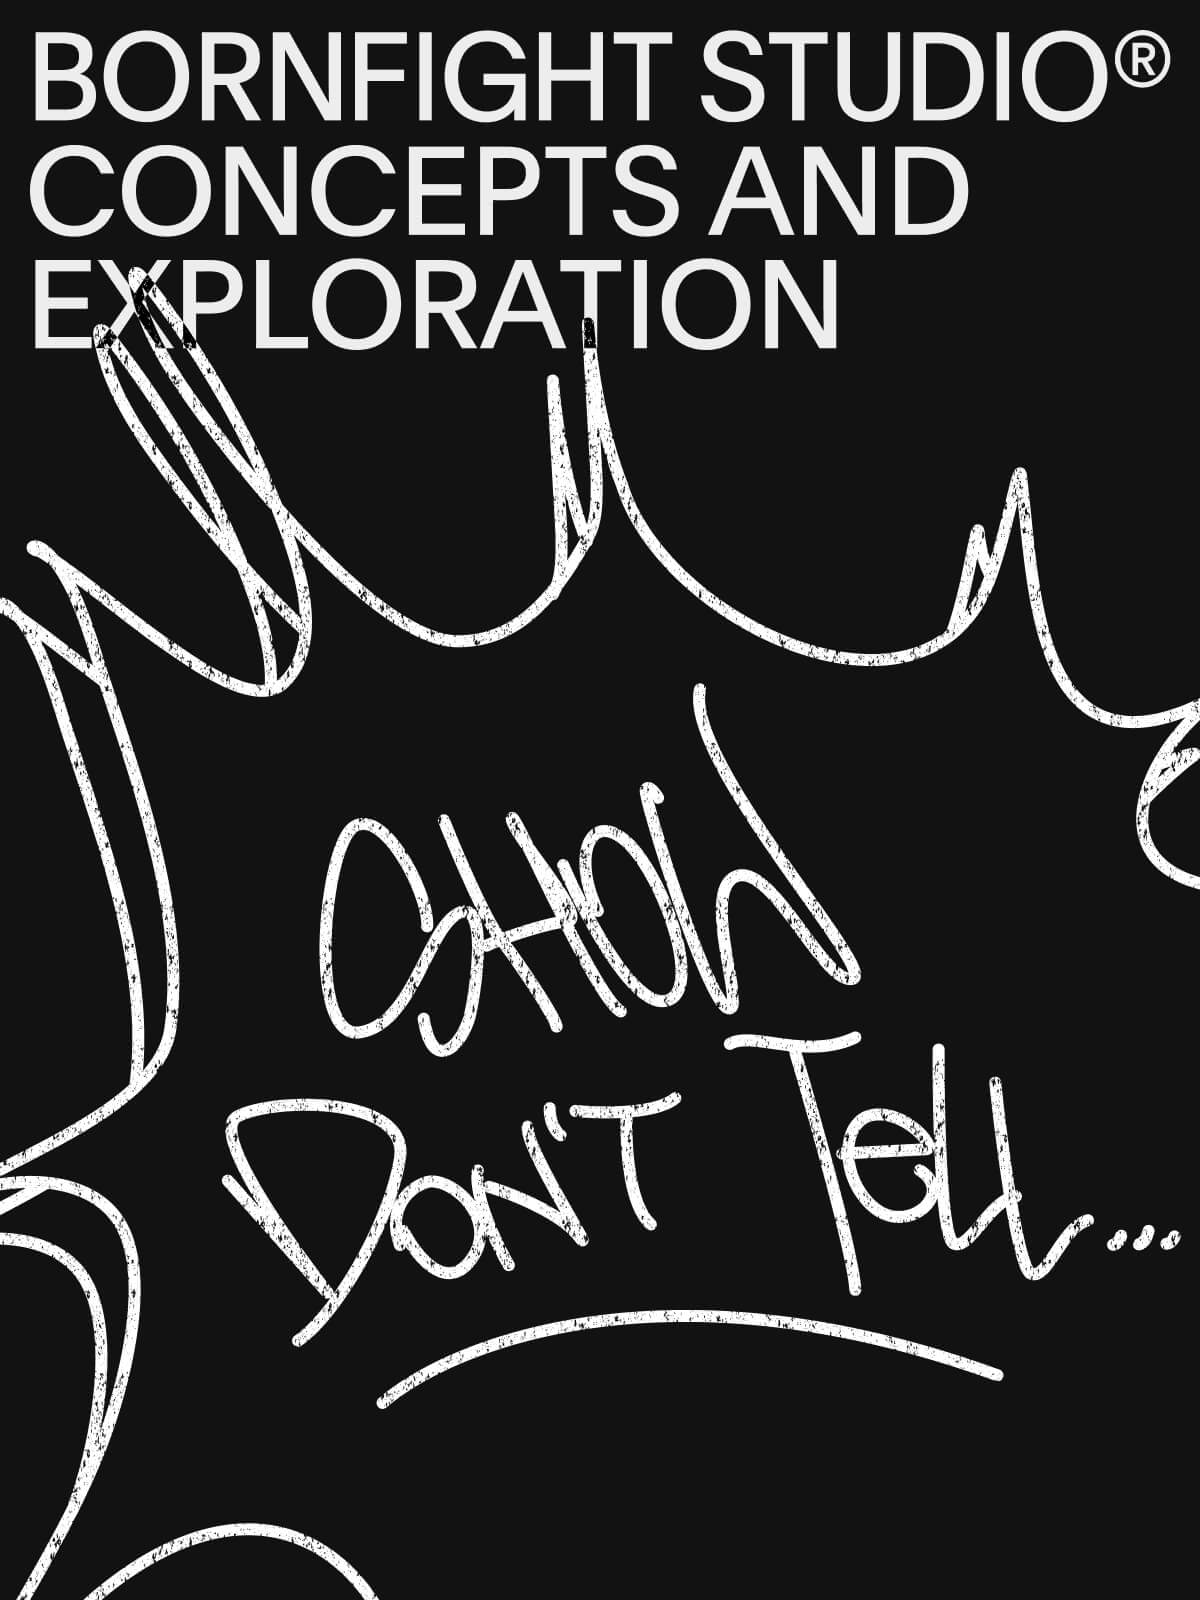 BORNFIGHT STUDIO®
CONCEPTS AND
EXPLORATION
SHOW
DON'T TeLL...